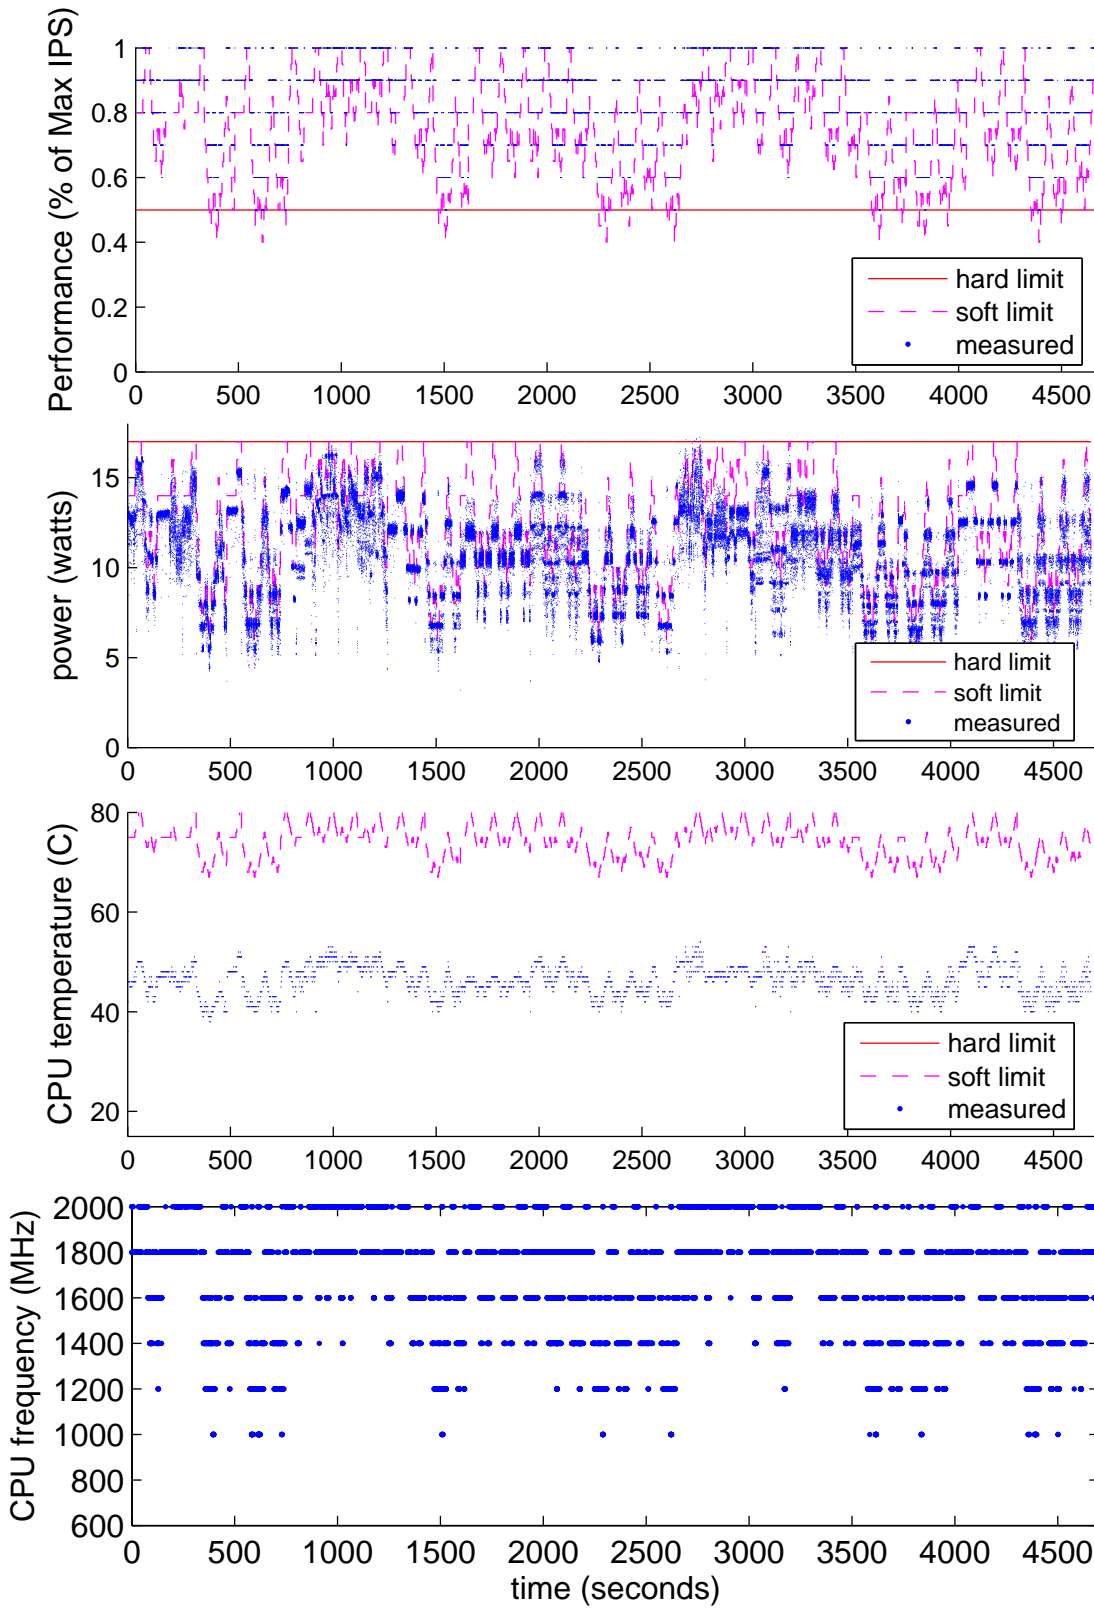 Performance (% of Max IPS)
1
0.8
0.6
0.4
0.2
0
0 500 1000 1500 2000 2500 3000 3500 4000 4500
hard limit
soft limit
measured
power (watts)
15
10
5
0
0 500 1000 1500 2000 2500 3000 3500 4000 4500
hard limit
soft limit
measured
CPU temperature (C)
80
60
40
20
0 500 1000 1500 2000 2500 3000 3500 4000 4500
hard limit
soft limit
measured
CPU frequency (MHz)
2000
1800
1600
1400
1200
1000
800
600
0 500 1000 1500 2000 2500 3000 3500 4000 4500
time (seconds)